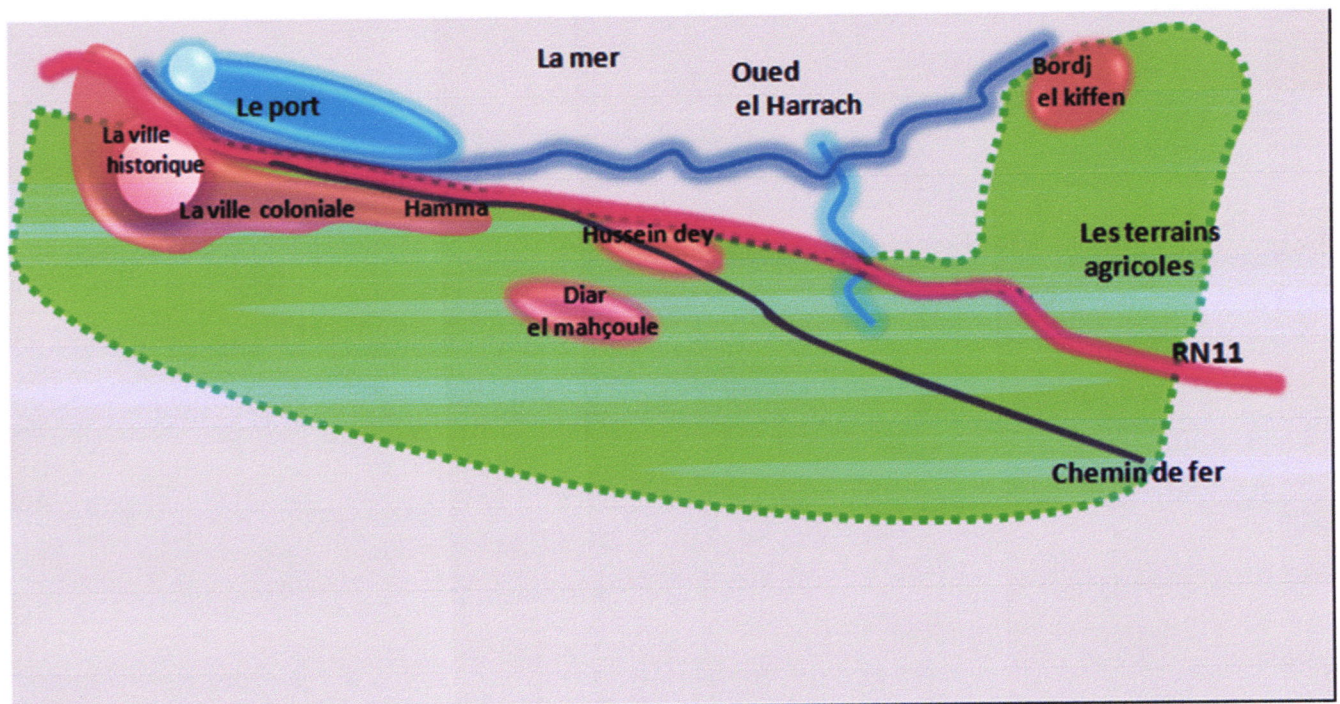 La mer
Oued
el Harrach
Bordj
el kiffen
Le port
La ville
historique
La ville coloniale
Hamma
Hussein dey
Les terrains
agricoles
Diar
el mahçoule
RN11
Chemin de fer